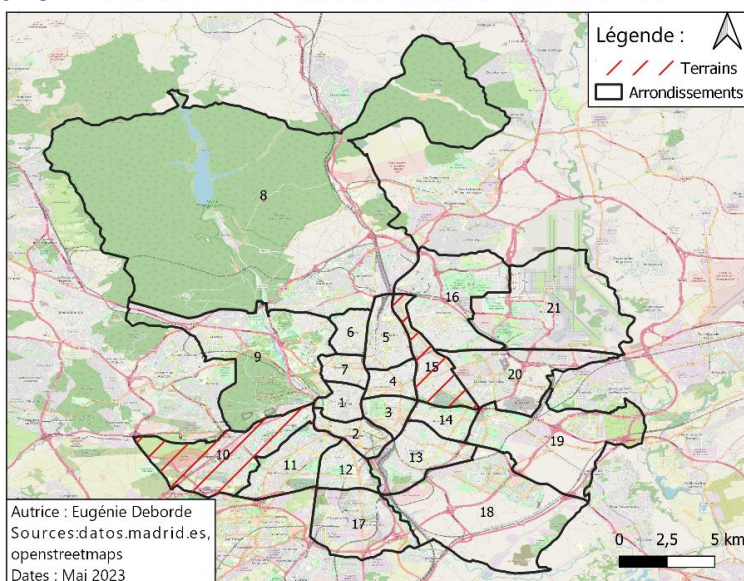 Légende :
Terrains
Arrondissements
8
16
21
6
5
9
7
15
20
4
1
3
14
2
19
10
11
12
13
18
17
Autrice : Eugénie Deborde
Sources:datos.madrid.es,
openstreetmaps
Dates : Mai 2023
0 2,5 5 km